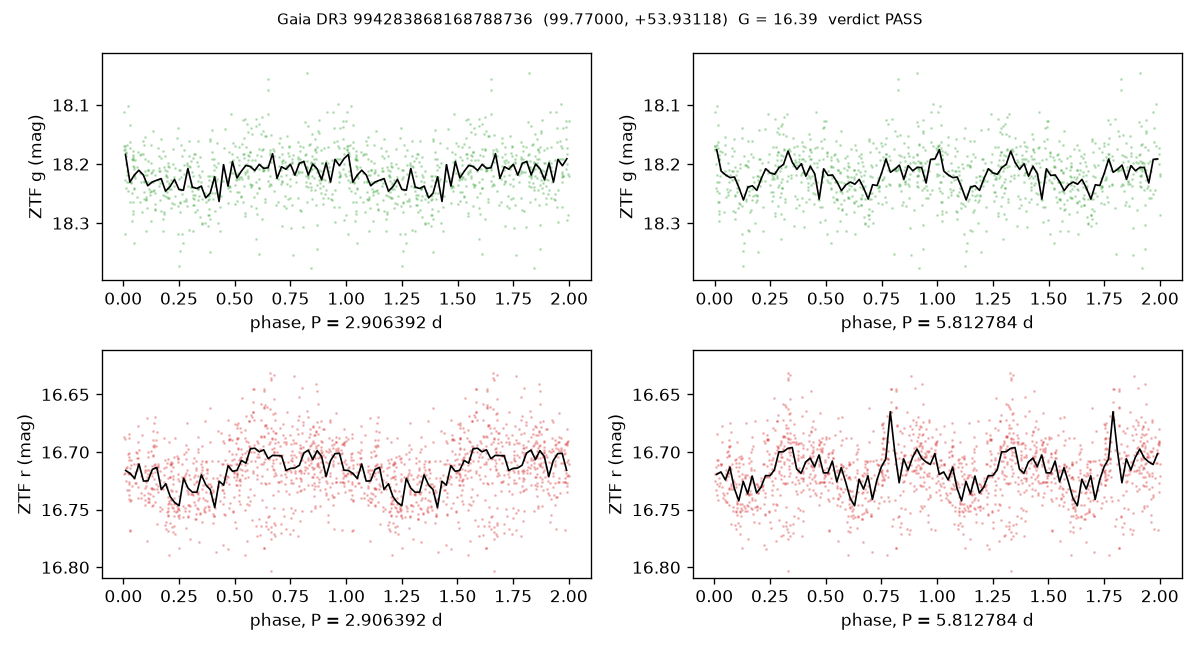 Gaia DR3 994283868168788736 (99.77000, +53.93118) G = 16.39 verdict PASS
ZTF g (mag)
18.1
18.2
18.3
0.00 0.25 0.50 0.75 1.00 1.25 1.50 1.75 2.00
phase, P = 2.906392 d
ZTF g (mag)
18.1
18.2
18.3
0.00 0.25 0.50 0.75 1.00 1.25 1.50 1.75 2.00
phase, P = 5.812784 d
ZTF r (mag)
16.65
16.70
16.75
16.80
0.00 0.25 0.50 0.75 1.00 1.25 1.50 1.75 2.00
phase, P = 2.906392 d
ZTF r (mag)
16.65
16.70
16.75
16.80
0.00 0.25 0.50 0.75 1.00 1.25 1.50 1.75 2.00
phase, P = 5.812784 d